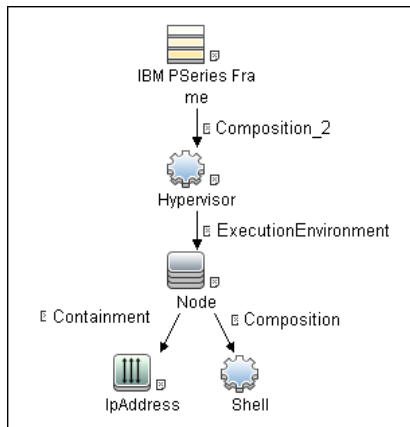 IBM PSeries Fra
me
Composition_2
Hypervisor
ExecutionEnvironment
Node
Containment
Composition
IpAddress
Shell